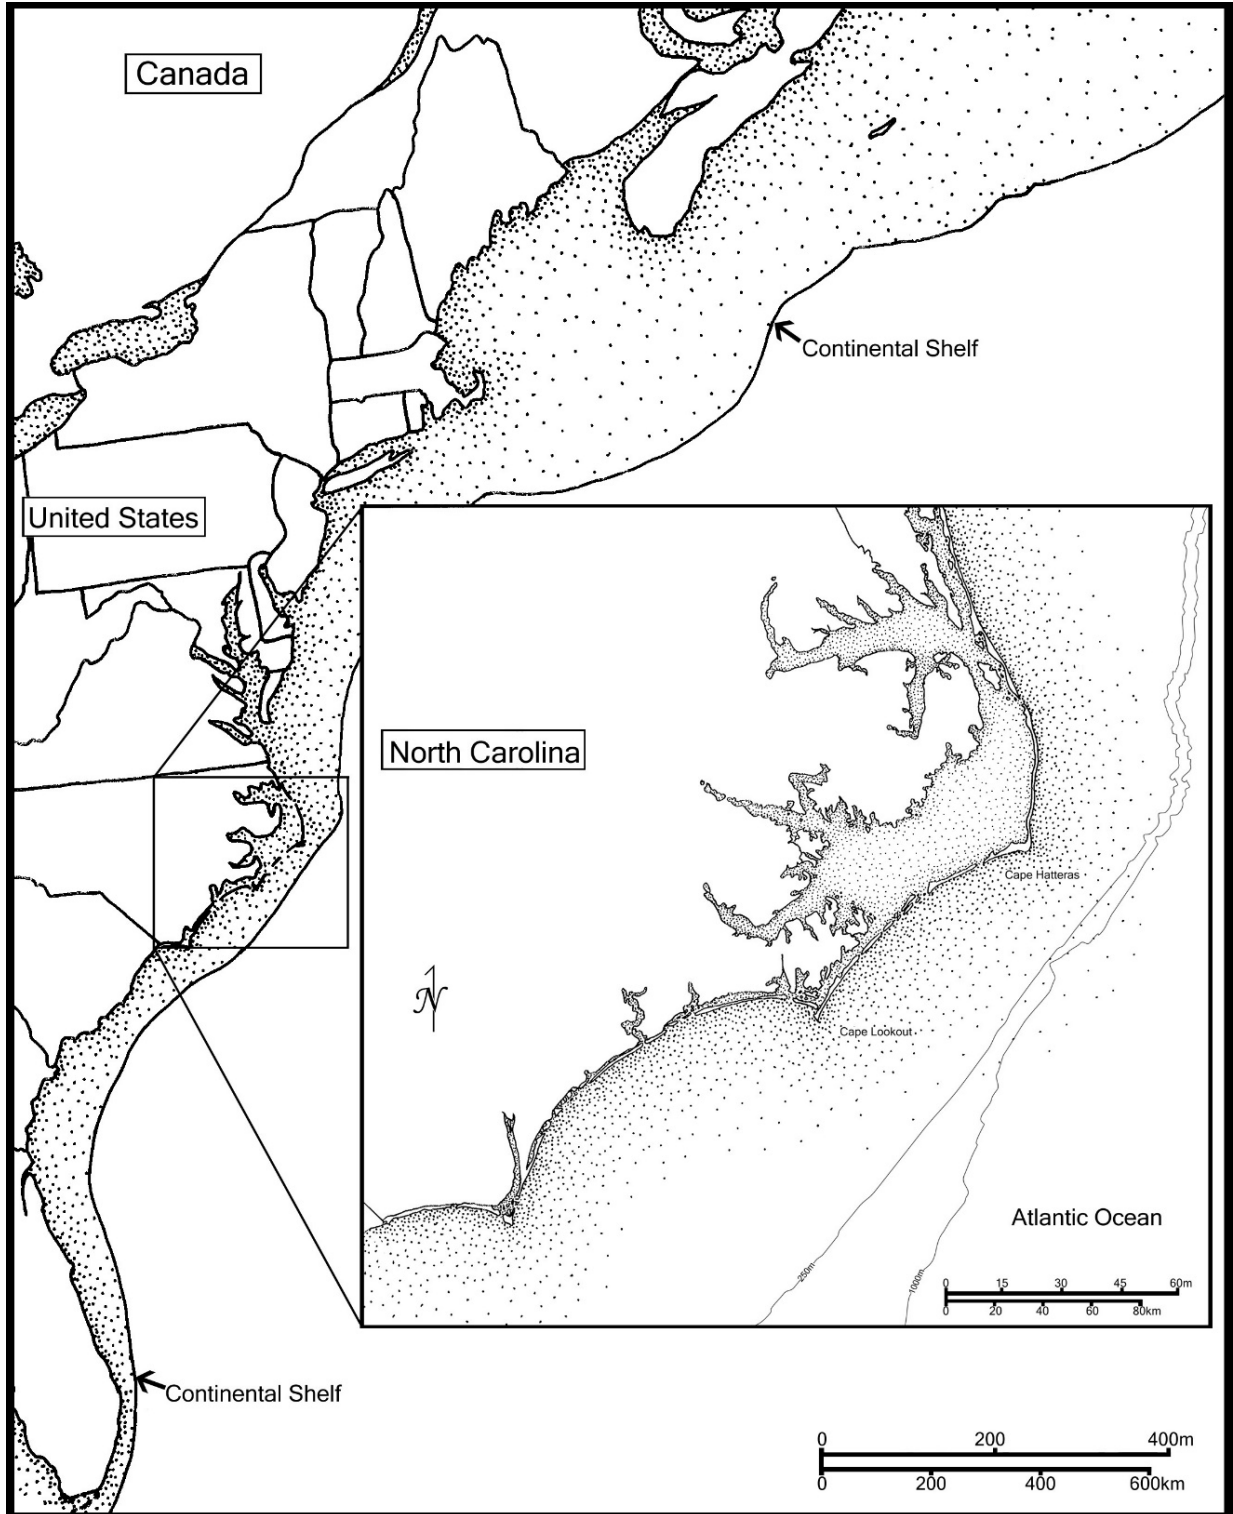 Canada
Continental Shelf
United States
North Carolina
Cape Hatteras
N
Cape Lookout
Atlantic Ocean
250m
1000m
0 15 30 45 60m
0 20 40 60 80km
Continental Shelf
0 200 400m
0 200 400 600km